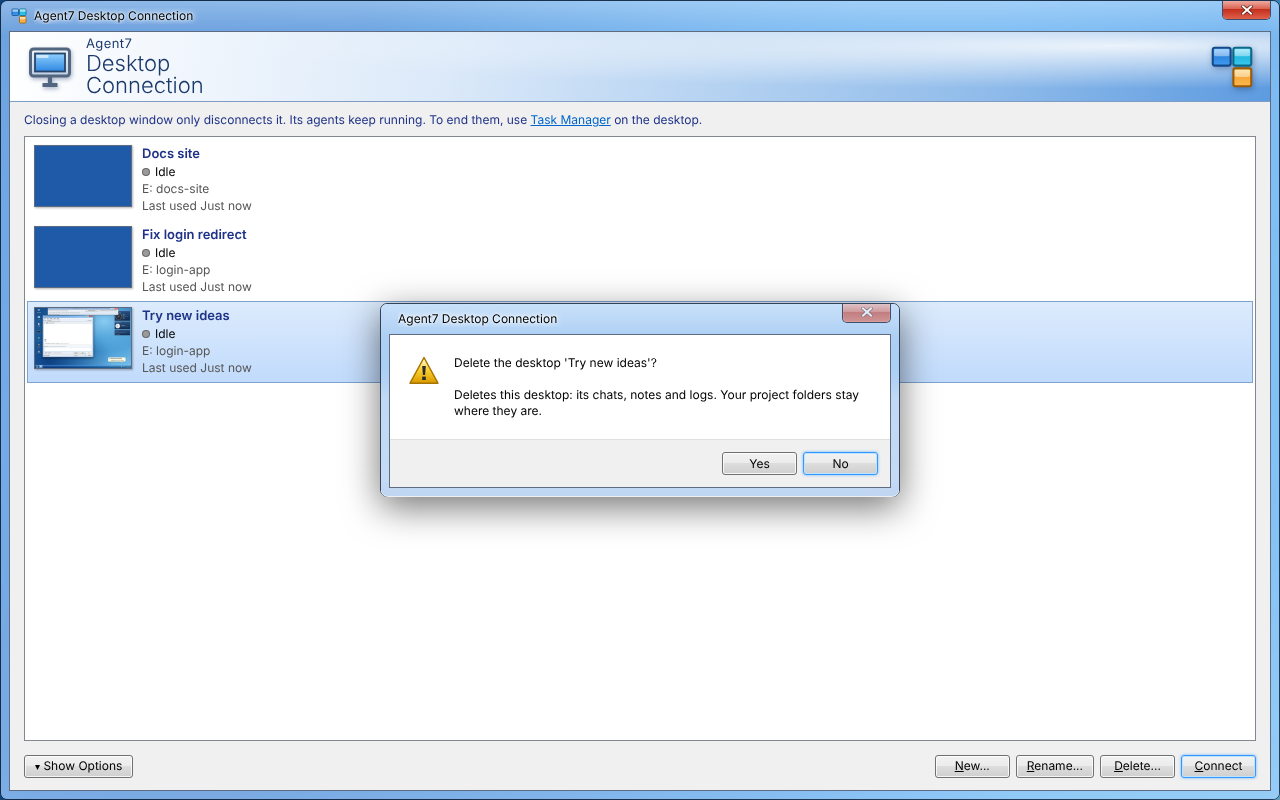 Agent7 Desktop Connection
Agent7
Desktop
Connection
Closing a desktop window only disconnects it. Its agents keep running. To end them, use Task Manager on the desktop.
Docs site
Idle
E: docs-site
Last used Just now
Fix login redirect
Idle
E: login-app
Last used Just now
Try new ideas
Idle
E: login-app
Last used Just now
Agent7 Desktop Connection
Delete the desktop 'Try new ideas'?
Deletes this desktop: its chats, notes and logs. Your project folders stay
where they are.
Yes No
Show Options New... Rename... Delete... Connect